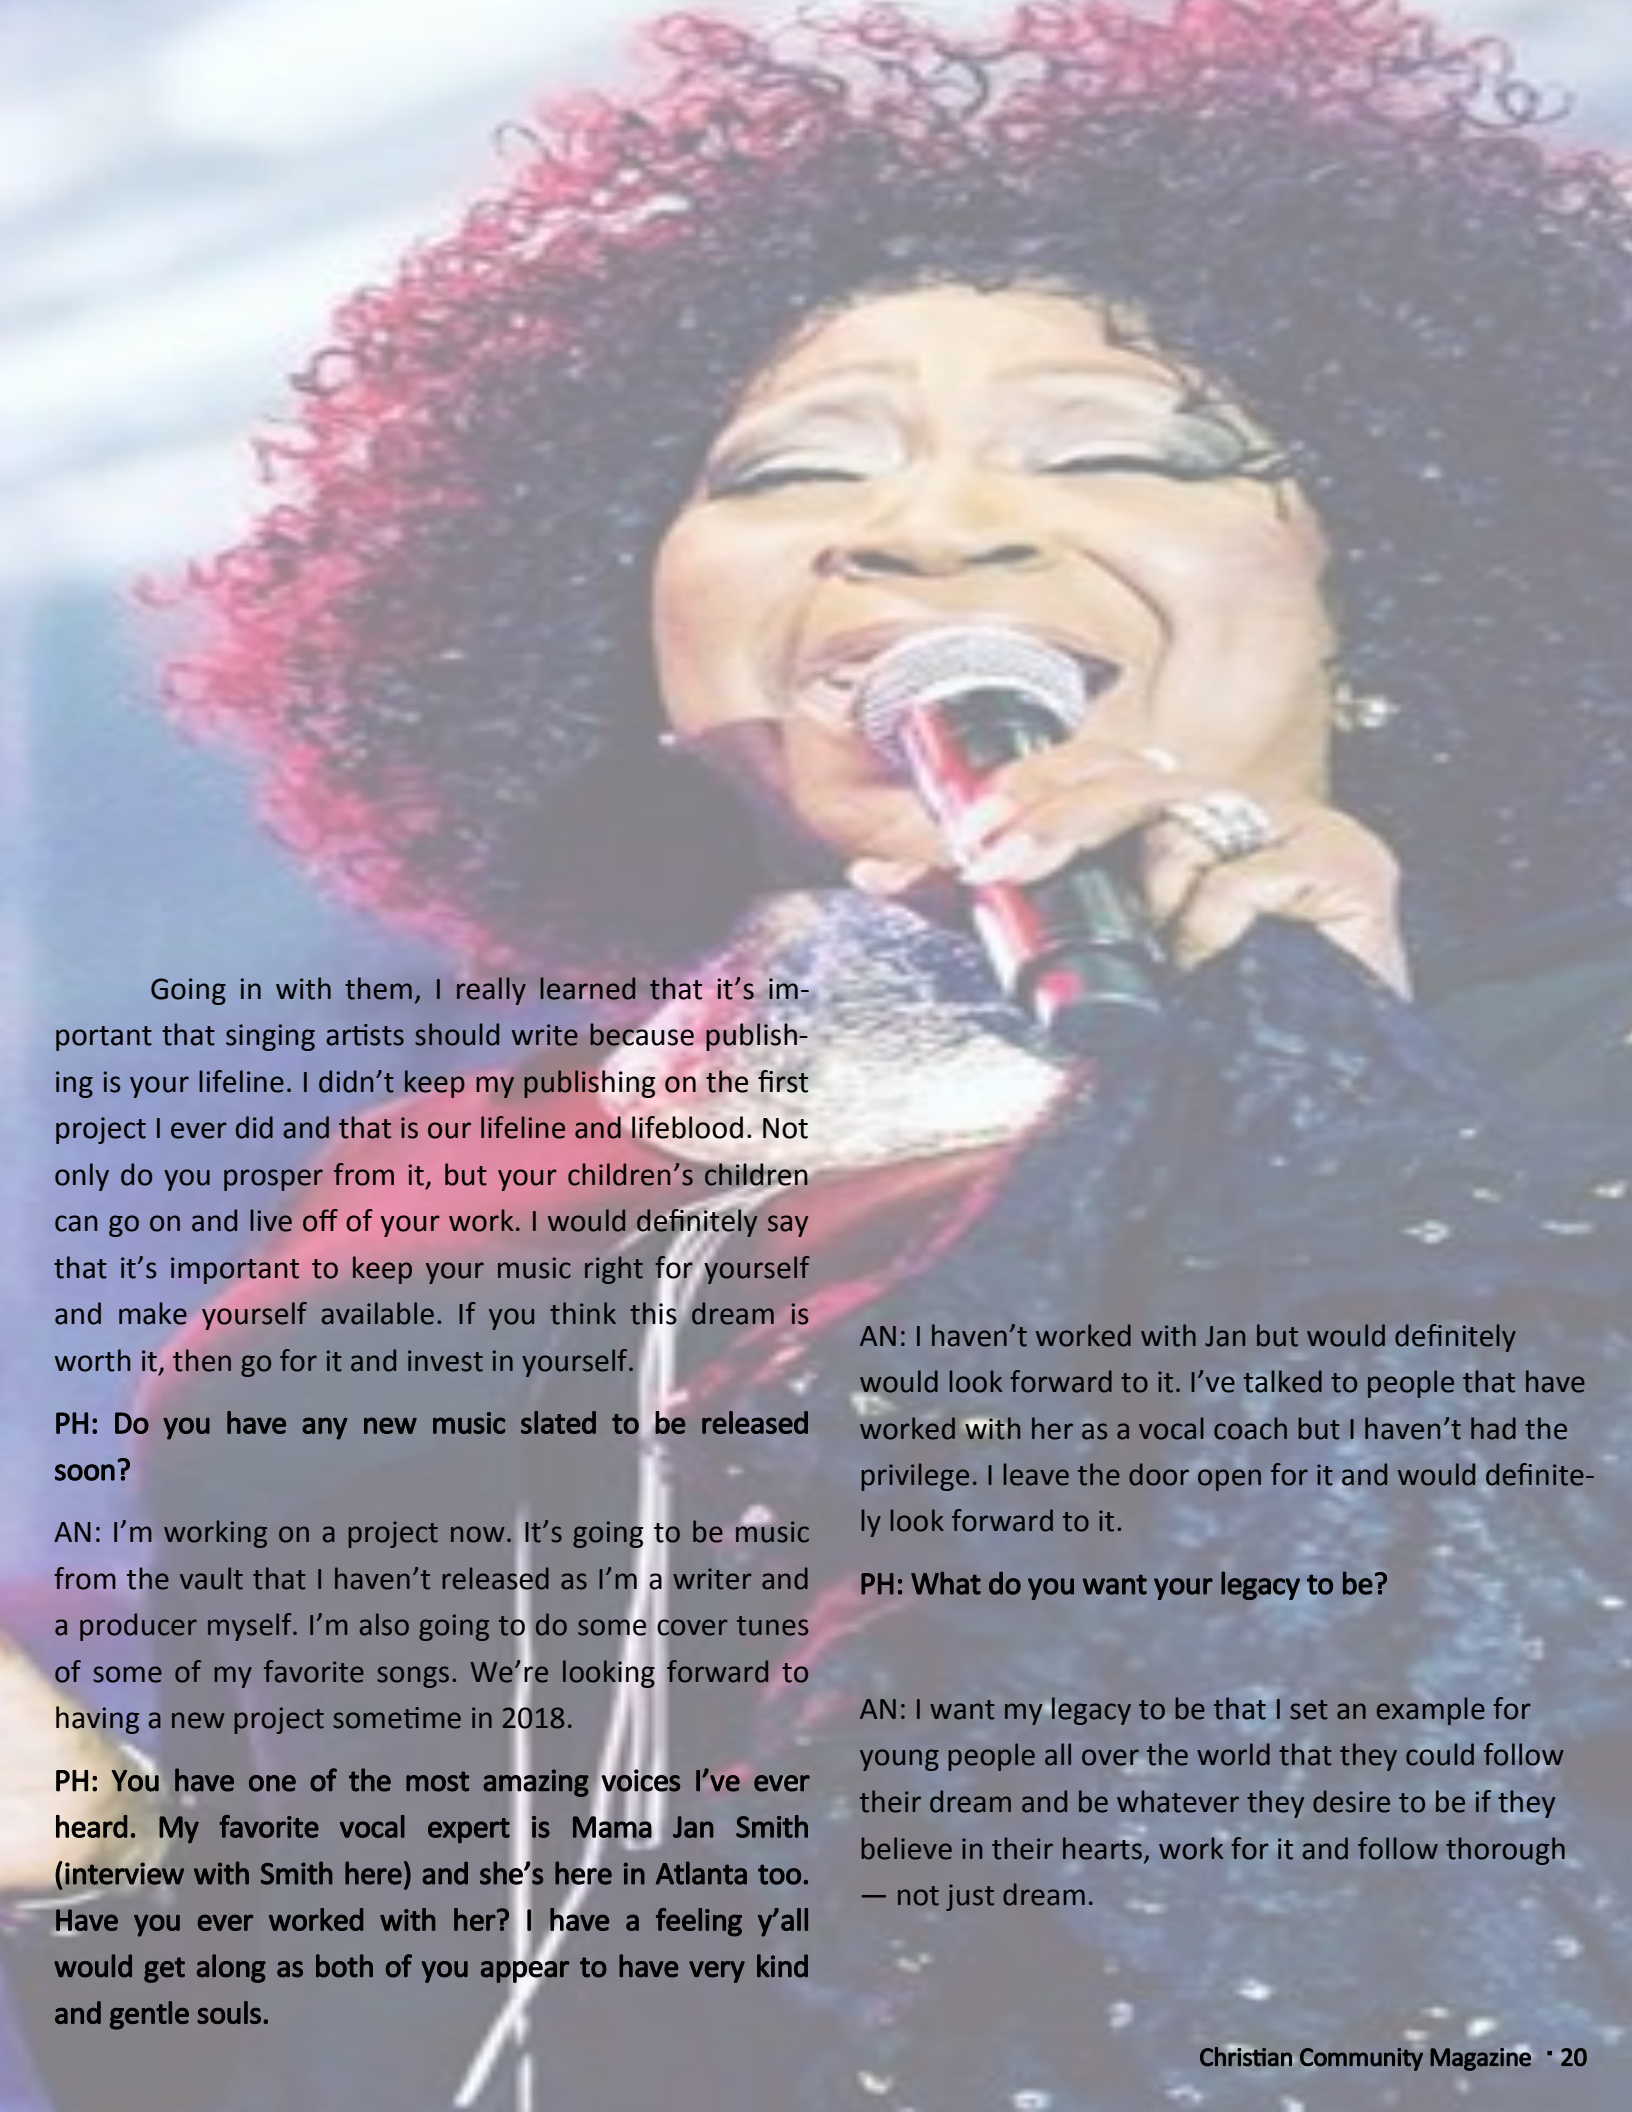 Going in with them, I really learned that it's im-
portant that singing artists should write because publish-
ing is your lifeline. I didn't keep my publishing on the first
project I ever did and that is our lifeline and lifeblood. Not
only do you prosper from it, but your children's children
can go on and live off of your work. I would definitely say
that it's important to keep your music right for yourself
and make yourself available. If you think this dream is
worth it, then go for it and invest in yourself.
PH: Do you have any new music slated to be released
soon?
AN: I'm working on a project now. It's going to be music
from the vault that I haven't released as I'm a writer and
a producer myself. I'm also going to do some cover tunes
of some of my favorite songs. We're looking forward to
having a new project sometime in 2018.
PH: You have one of the most amazing voices I've ever
heard. My favorite vocal expert is Mama Jan Smith
(interview with Smith here) and she's here in Atlanta too.
Have you ever worked with her? I have a feeling y'all
would get along as both of you appear to have very kind
and gentle souls.
AN: I haven't worked with Jan but would definitely
would look forward to it. I've talked to people that have
worked with her as a vocal coach but I haven't had the
privilege. I leave the door open for it and would definite-
ly look forward to it.
PH: What do you want your legacy to be?
AN: I want my legacy to be that I set an example for
young people all over the world that they could follow
their dream and be whatever they desire to be if they
believe in their hearts, work for it and follow thorough
— not just dream.
Christian Community Magazine · 20